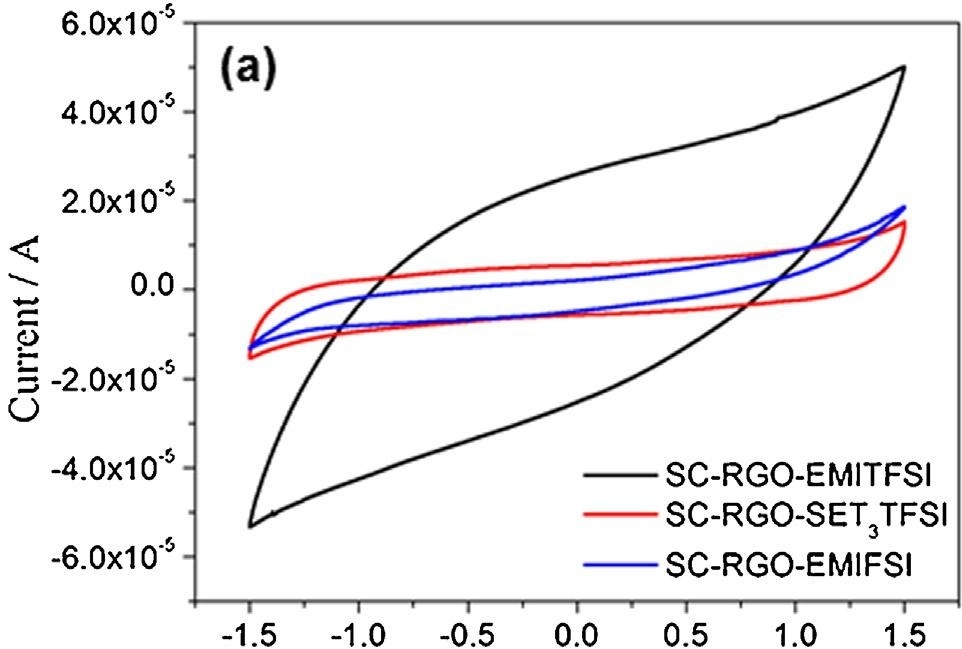 (a)
Current / A
6.0x10⁻⁵
4.0x10⁻⁵
2.0x10⁻⁵
0.0
-2.0x10⁻⁵
-4.0x10⁻⁵
-6.0x10⁻⁵
SC-RGO-EMITFSI
SC-RGO-SET₃TFSI
SC-RGO-EMIFSI
-1.5 -1.0 -0.5 0.0 0.5 1.0 1.5